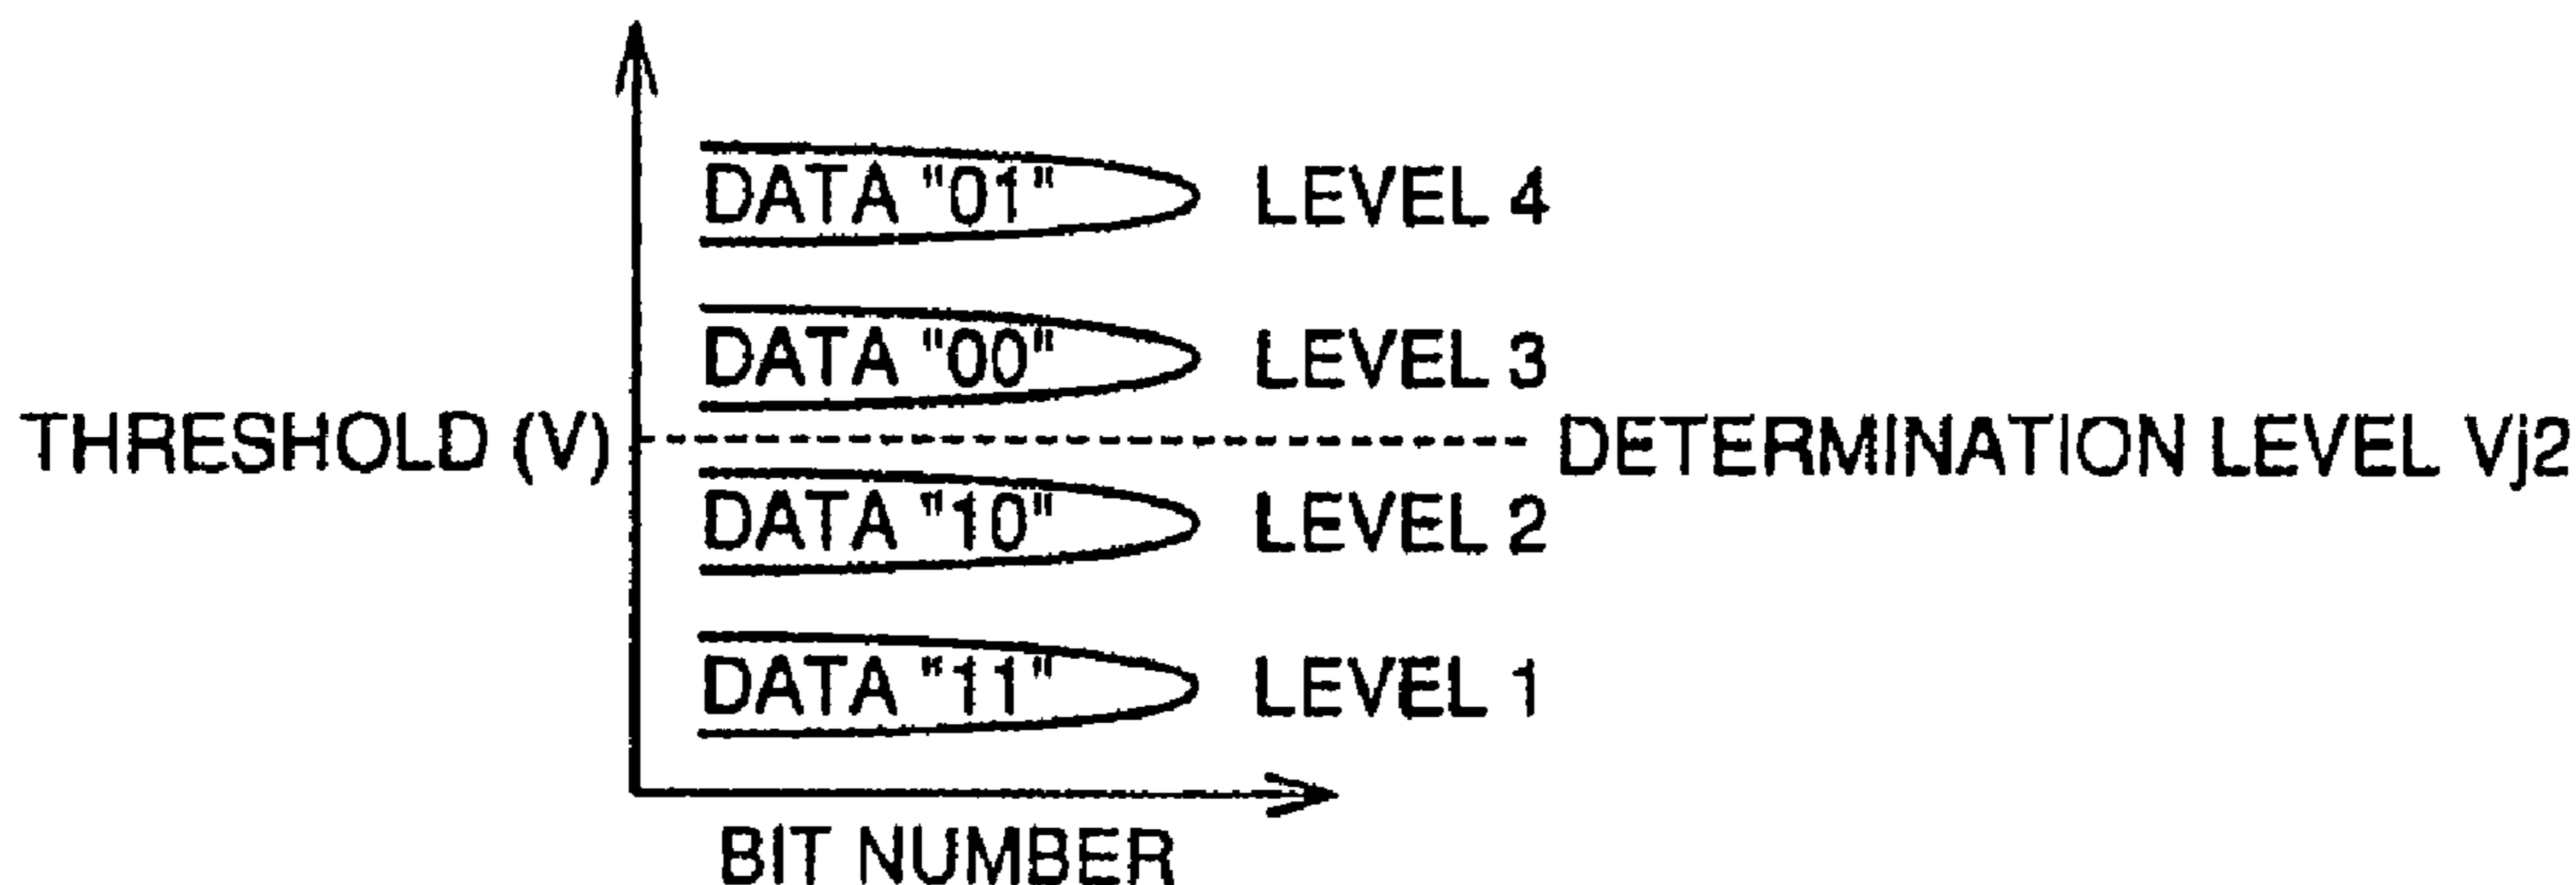 DATA "01" LEVEL 4
DATA "00" LEVEL 3
THRESHOLD (V) DETERMINATION LEVEL Vj2
DATA "10" LEVEL 2
DATA "11" LEVEL 1
BIT NUMBER